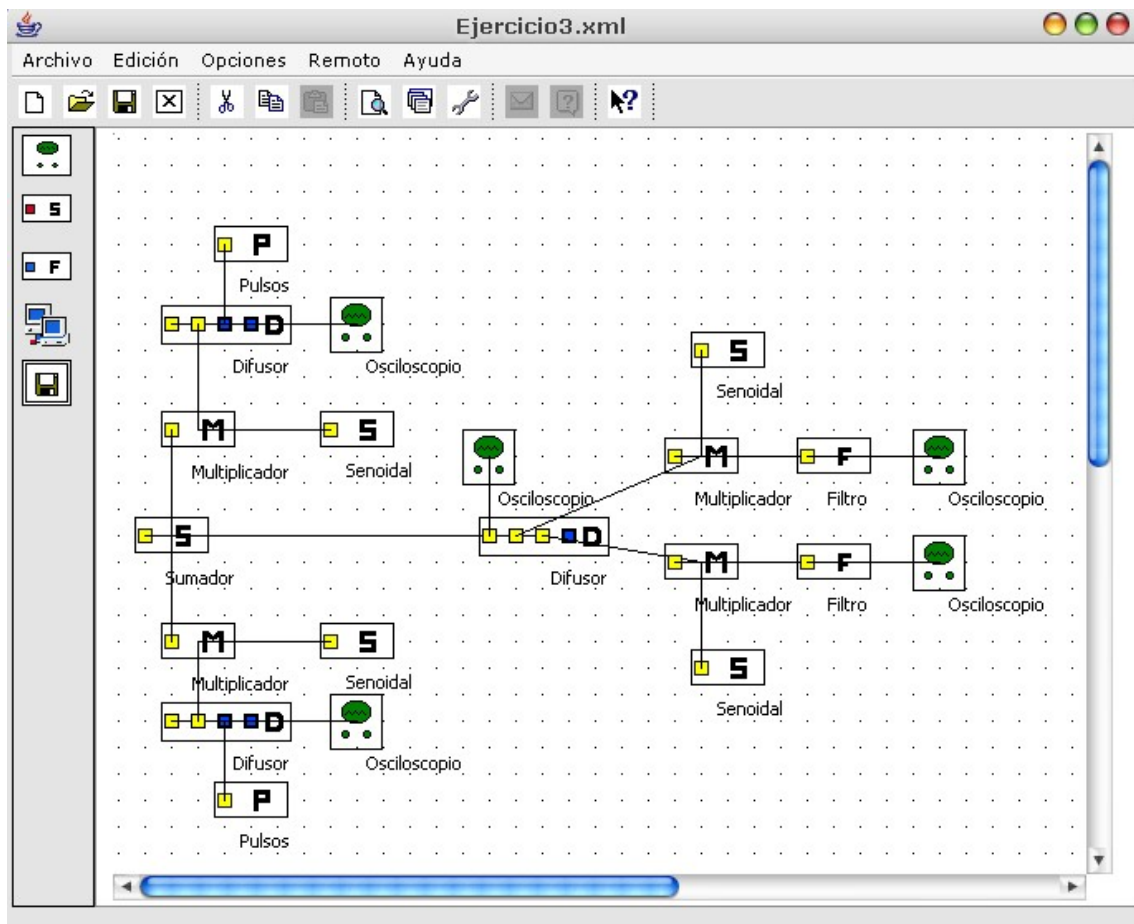 Ejercicio3.xml
Archivo Edición Opciones Remoto Ayuda
S
F
P
Pulsos
D
Difusor
Osciloscopio
S
Senoidal
M
Multiplicador
S
Senoidal
Osciloscopio
M
Multiplicador
F
Filtro
Osciloscopio
S
Sumador
D
Difusor
M
Multiplicador
F
Filtro
Osciloscopio
M
Multiplicador
S
Senoidal
S
Senoidal
D
Difusor
Osciloscopio
P
Pulsos